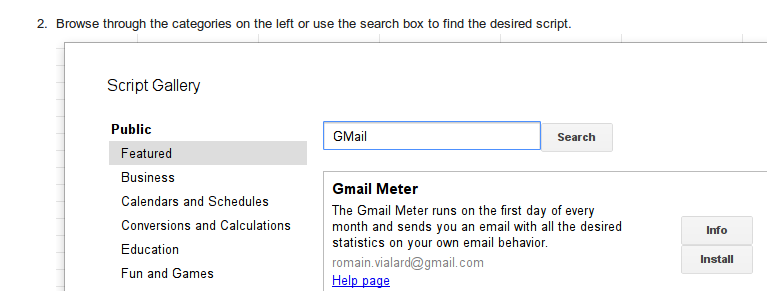 2. Browse through the categories on the left or use the search box to find the desired script.
Script Gallery
Public
Featured
Business
Calendars and Schedules
Conversions and Calculations
Education
Fun and Games
GMail
Search
Gmail Meter
The Gmail Meter runs on the first day of every
month and sends you an email with all the desired
statistics on your own email behavior.
romain.vialard@gmail.com
Help page
Info
Install